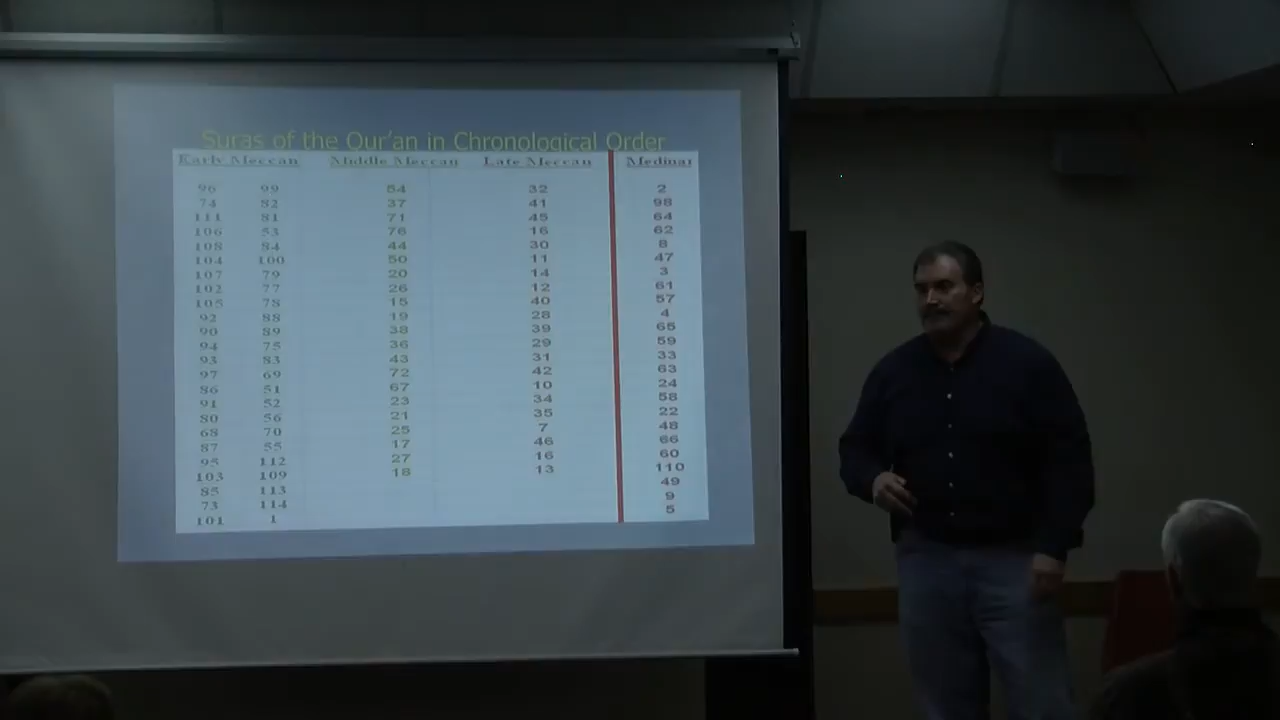 Suras of the Qur'an in Chronological Order
Early Meccan Middle Meccan Late Meccan Medinan
96 99 54 32 2
74 82 37 41 98
111 81 71 45 64
106 53 76 16 62
108 84 44 30 8
104 100 50 11 47
107 79 20 14 3
102 77 26 12 61
105 78 15 40 57
92 88 19 28 4
90 89 38 39 65
94 75 36 29 59
93 83 43 31 33
97 69 72 42 63
86 51 67 10 24
91 52 23 34 58
80 56 21 35 22
68 70 25 7 48
87 55 17 46 66
95 112 27 16 60
103 109 18 13 110
85 113 49
73 114 9
101 1 5